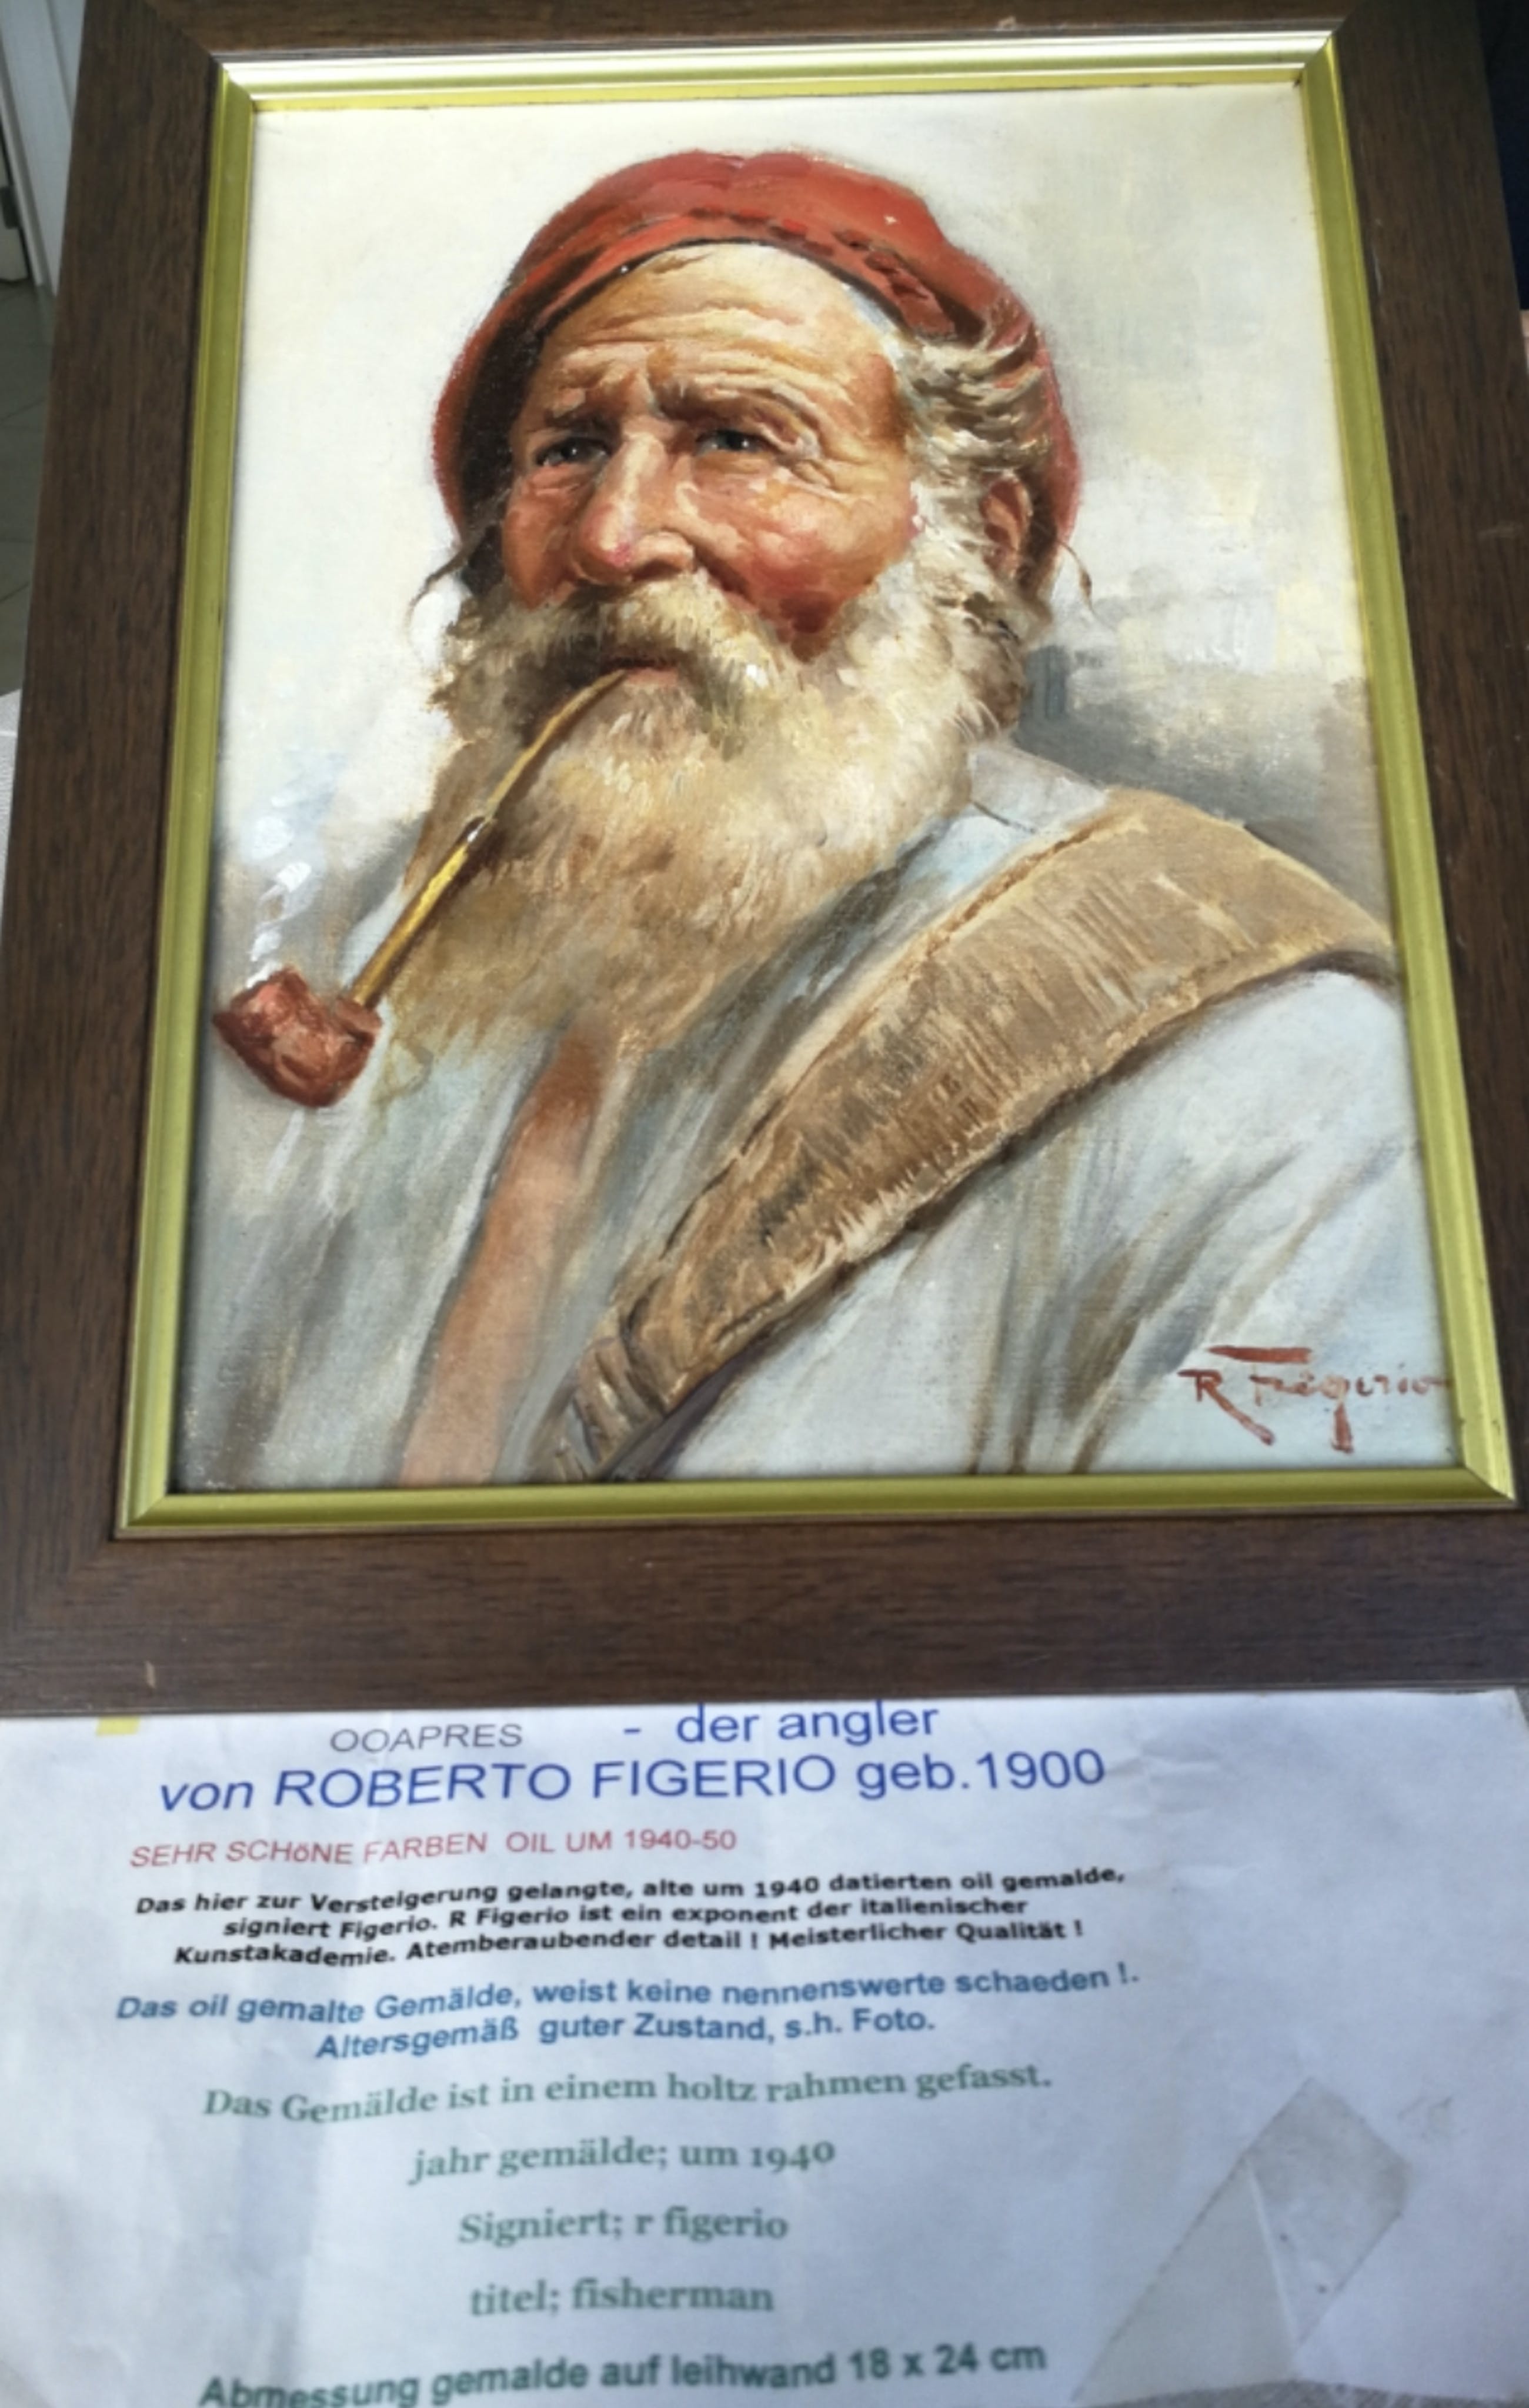 R Fregerio
OOAPRES - der angler
von ROBERTO FIGERIO geb.1900
SEHR SCHöNE FARBEN OIL UM 1940-50
Das hier zur Versteigerung gelangte, alte um 1940 datierten oil gemalde,
signiert Figerio. R Figerio ist ein exponent der italienischer
Kunstakademie. Atemberaubender detail ! Meisterlicher Qualität !
Das oil gemalte Gemälde, weist keine nennenswerte schaeden !.
Altersgemäß guter Zustand, s.h. Foto.
Das Gemälde ist in einem holtz rahmen gefasst.
jahr gemälde; um 1940
Signiert; r figerio
titel; fisherman
Abmessung gemalde auf leihwand 18 x 24 cm